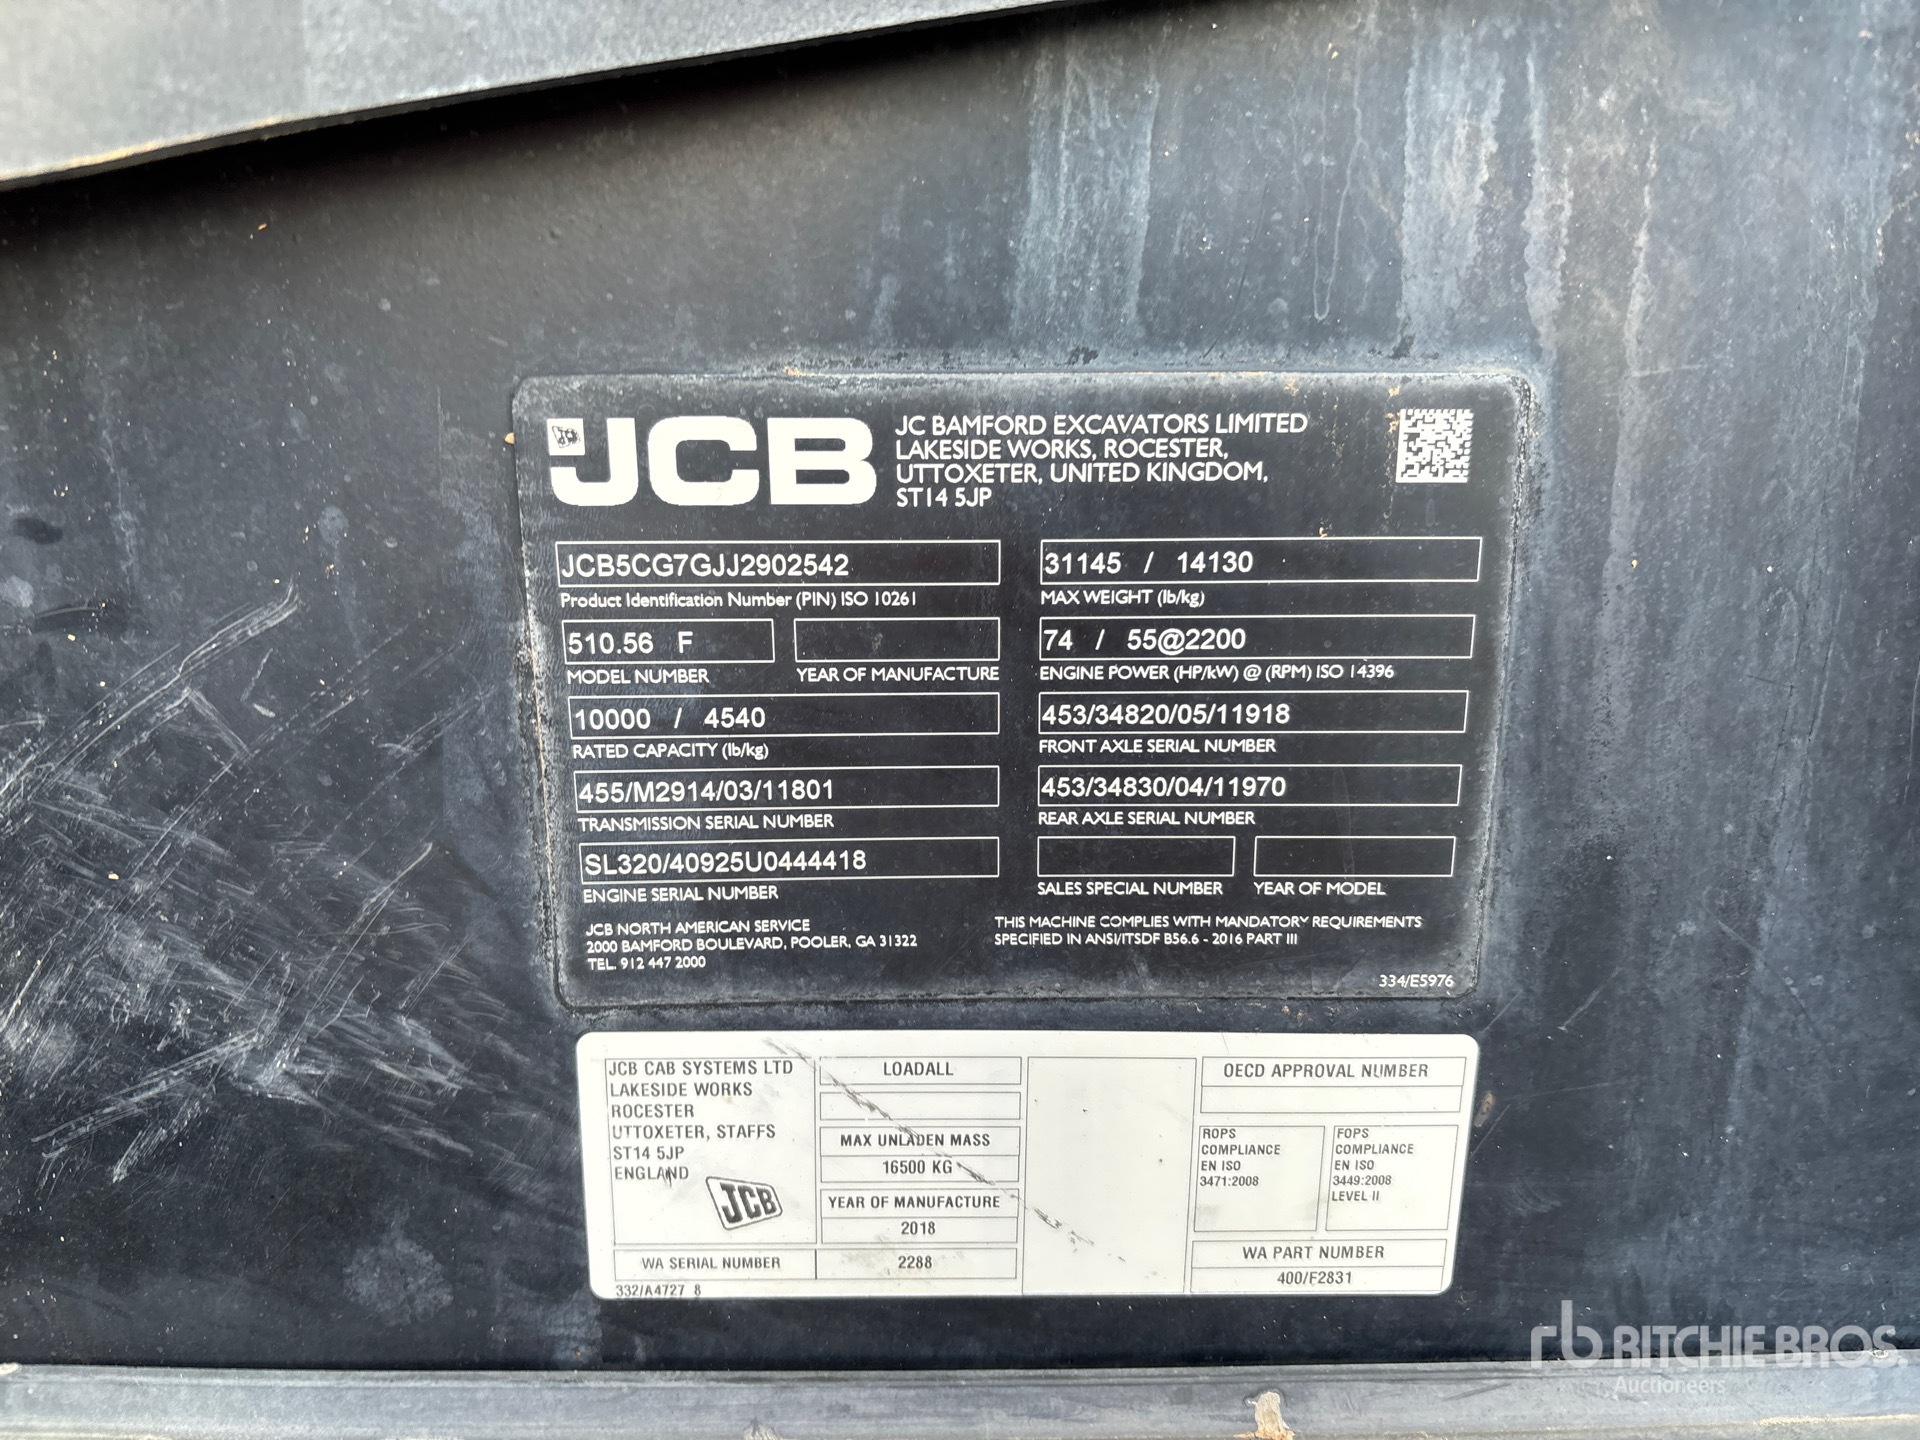 JCB
JC BAMFORD EXCAVATORS LIMITED
LAKESIDE WORKS, ROCESTER,
UTTOXETER, UNITED KINGDOM,
ST14 5JP
JCB5CG7GJJ2902542
Product Identification Number (PIN) ISO 10261
510.56 F
MODEL NUMBER
YEAR OF MANUFACTURE
10000 / 4540
RATED CAPACITY (lb/kg)
455/M2914/03/11801
TRANSMISSION SERIAL NUMBER
SL320/40925U0444418
ENGINE SERIAL NUMBER
31145 / 14130
MAX WEIGHT (lb/kg)
74 / 55@2200
ENGINE POWER (HP/kW) @ (RPM) ISO 14396
453/34820/05/11918
FRONT AXLE SERIAL NUMBER
453/34830/04/11970
REAR AXLE SERIAL NUMBER
SALES SPECIAL NUMBER
YEAR OF MODEL
JCB NORTH AMERICAN SERVICE
2000 BAMFORD BOULEVARD, POOLER, GA 31322
TEL. 912 447 2000
THIS MACHINE COMPLIES WITH MANDATORY REQUIREMENTS
SPECIFIED IN ANSI/ITSDF B56.6 - 2016 PART III
334/E5976
JCB CAB SYSTEMS LTD
LAKESIDE WORKS
ROCESTER
UTTOXETER, STAFFS
ST14 5JP
ENGLAND
JCB
WA SERIAL NUMBER
332/A4727 8
LOADALL
MAX UNLADEN MASS
16500 KG
YEAR OF MANUFACTURE
2018
2288
OECD APPROVAL NUMBER
ROPS
COMPLIANCE
EN ISO
3471:2008
FOPS
COMPLIANCE
EN ISO
3449:2008
LEVEL II
WA PART NUMBER
400/F2831
rb RITCHIE BROS.
Auctioneers